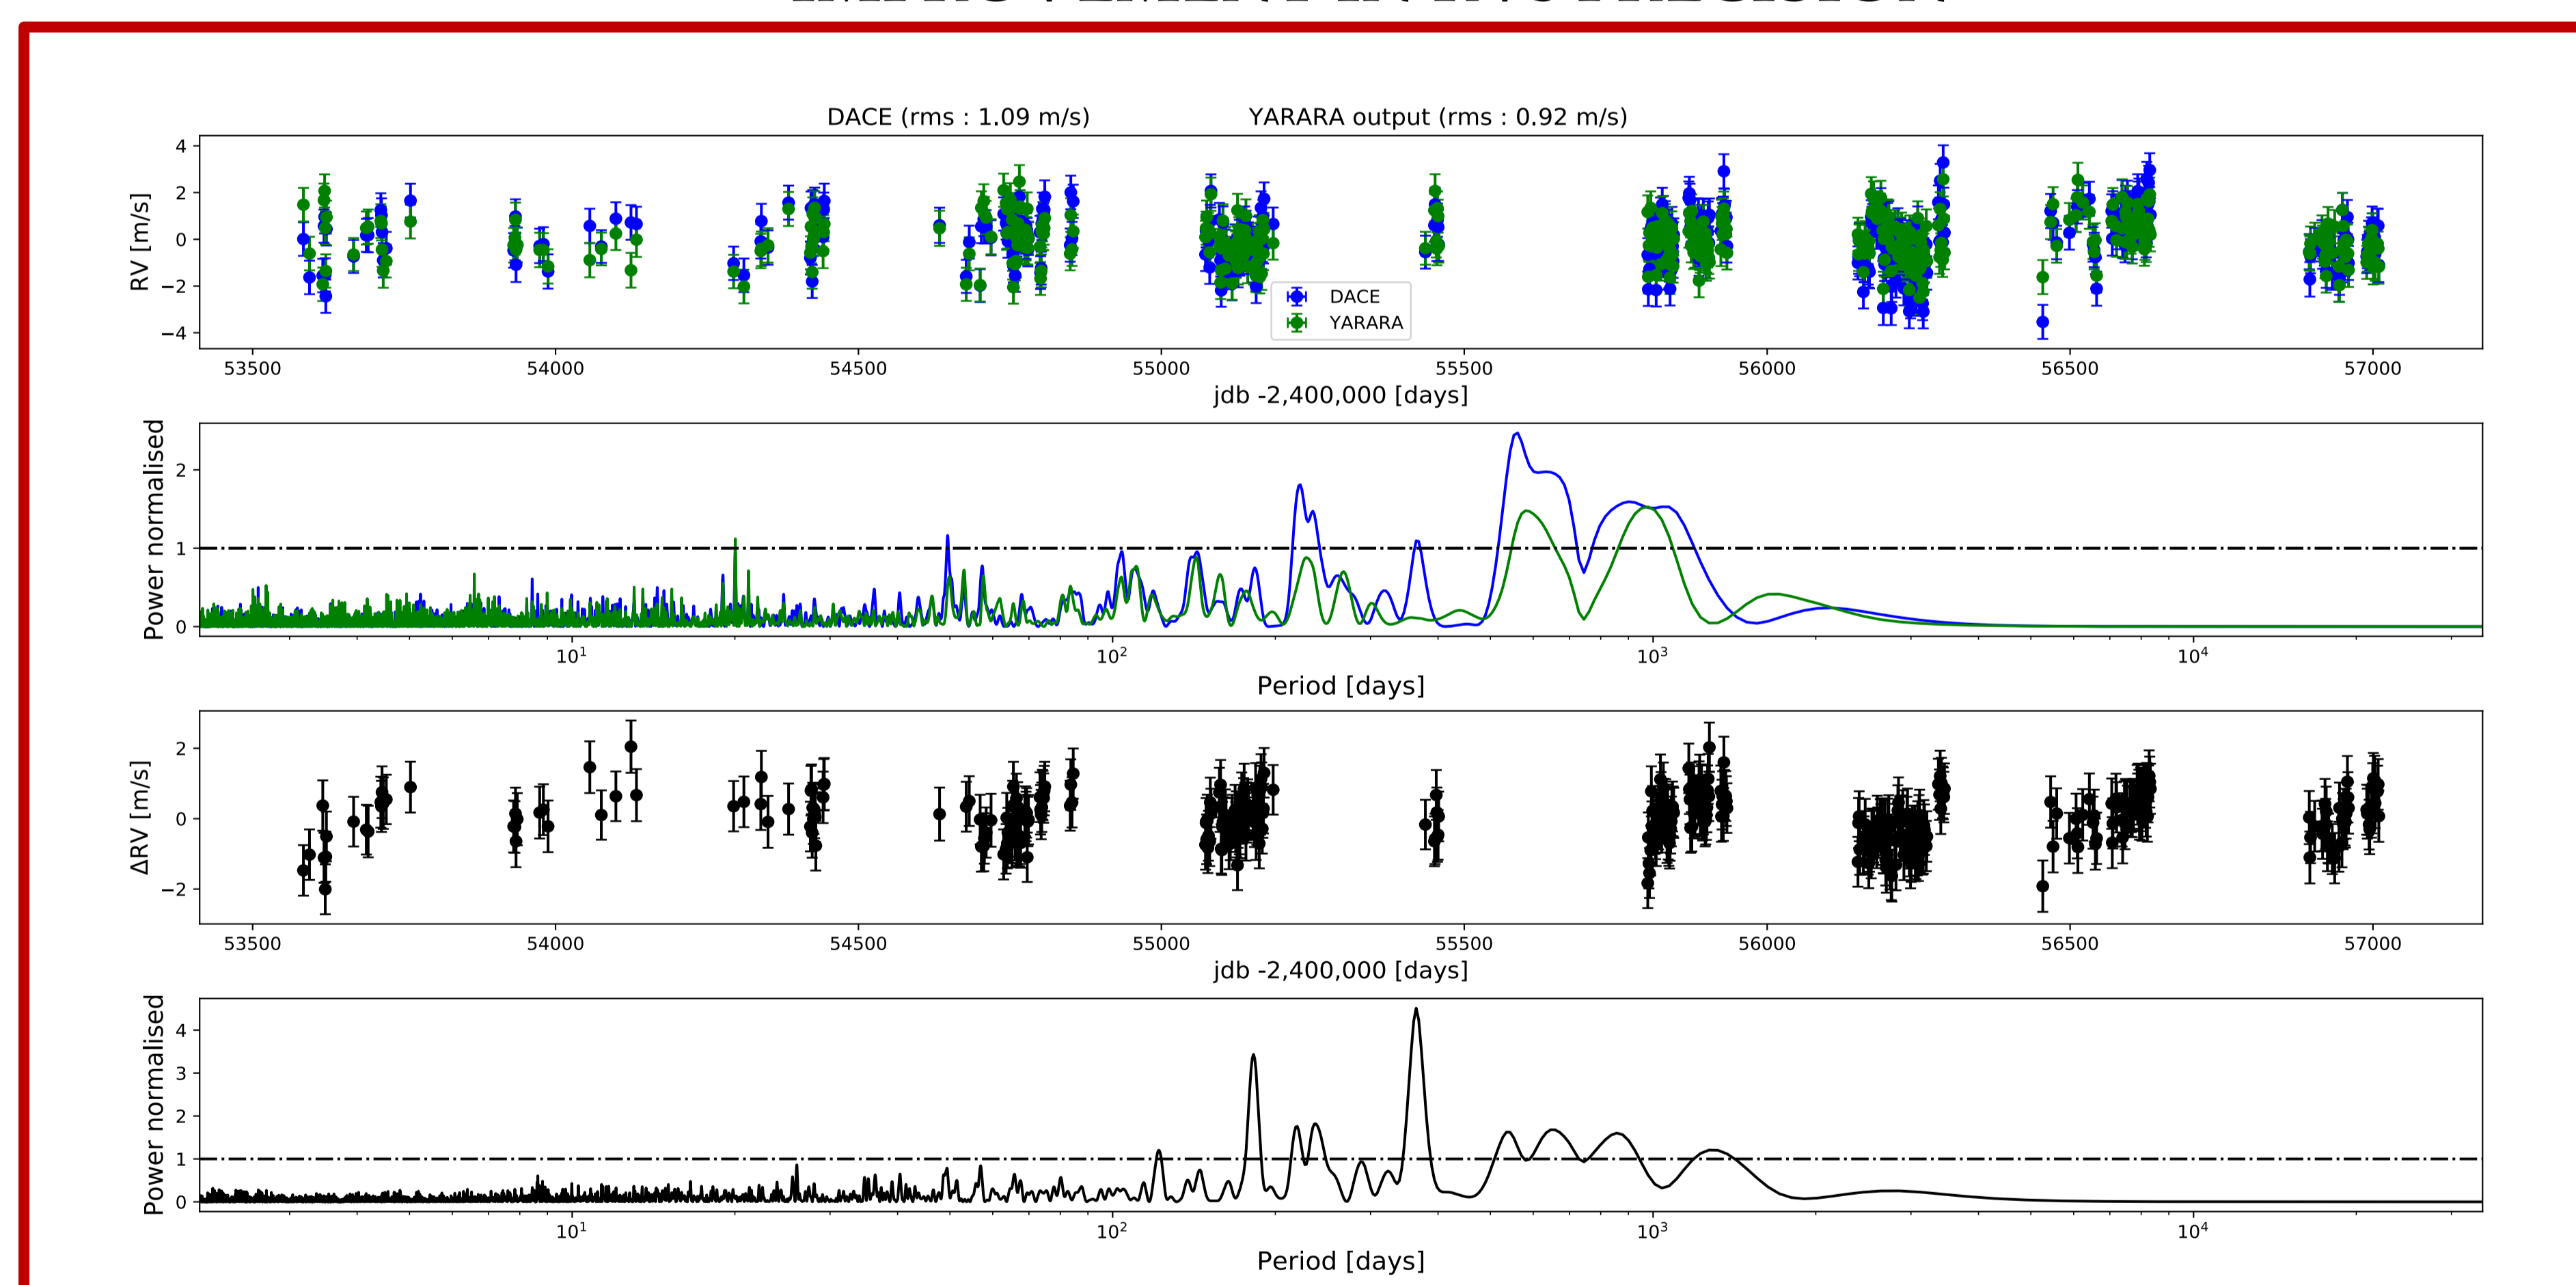 DACE (rms : 1.09 m/s) YARARA output (rms : 0.92 m/s)
RV [m/s]
4
2
0
−2
−4
DACE
YARARA
53500 54000 54500 55000 55500 56000 56500 57000
jdb -2,400,000 [days]
Power normalised
2
1
0
10¹ 10² 10³ 10⁴
Period [days]
ΔRV [m/s]
2
0
−2
53500 54000 54500 55000 55500 56000 56500 57000
jdb -2,400,000 [days]
Power normalised
4
3
2
1
0
10¹ 10² 10³ 10⁴
Period [days]